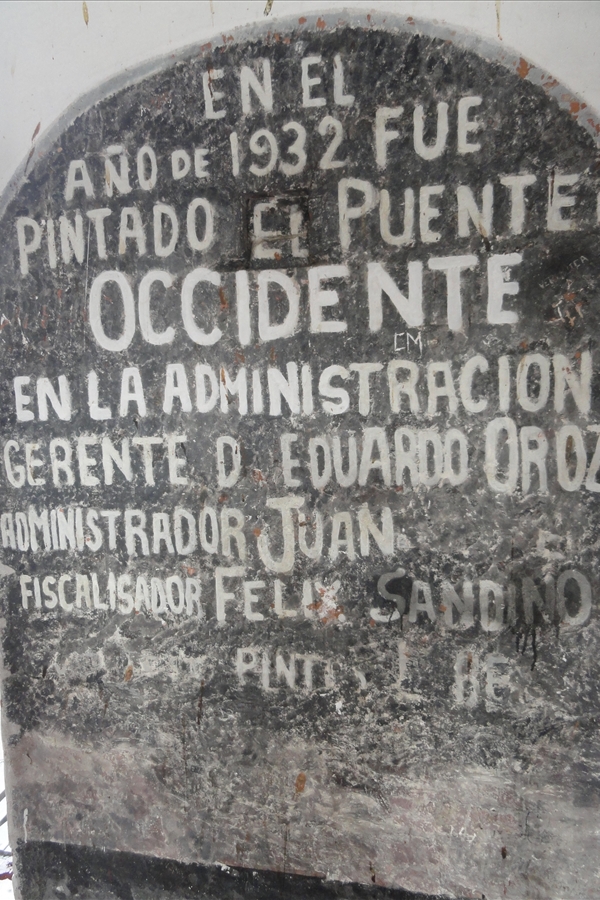 EN EL
AÑO DE 1932 FUE
PINTADO EL PUENTE
OCCIDENTE
CM
EN LA ADMINISTRACION
GERENTE D EDUARDO OROZ
ADMINISTRADOR JUAN
FISCALISADOR FELIX SANDINO